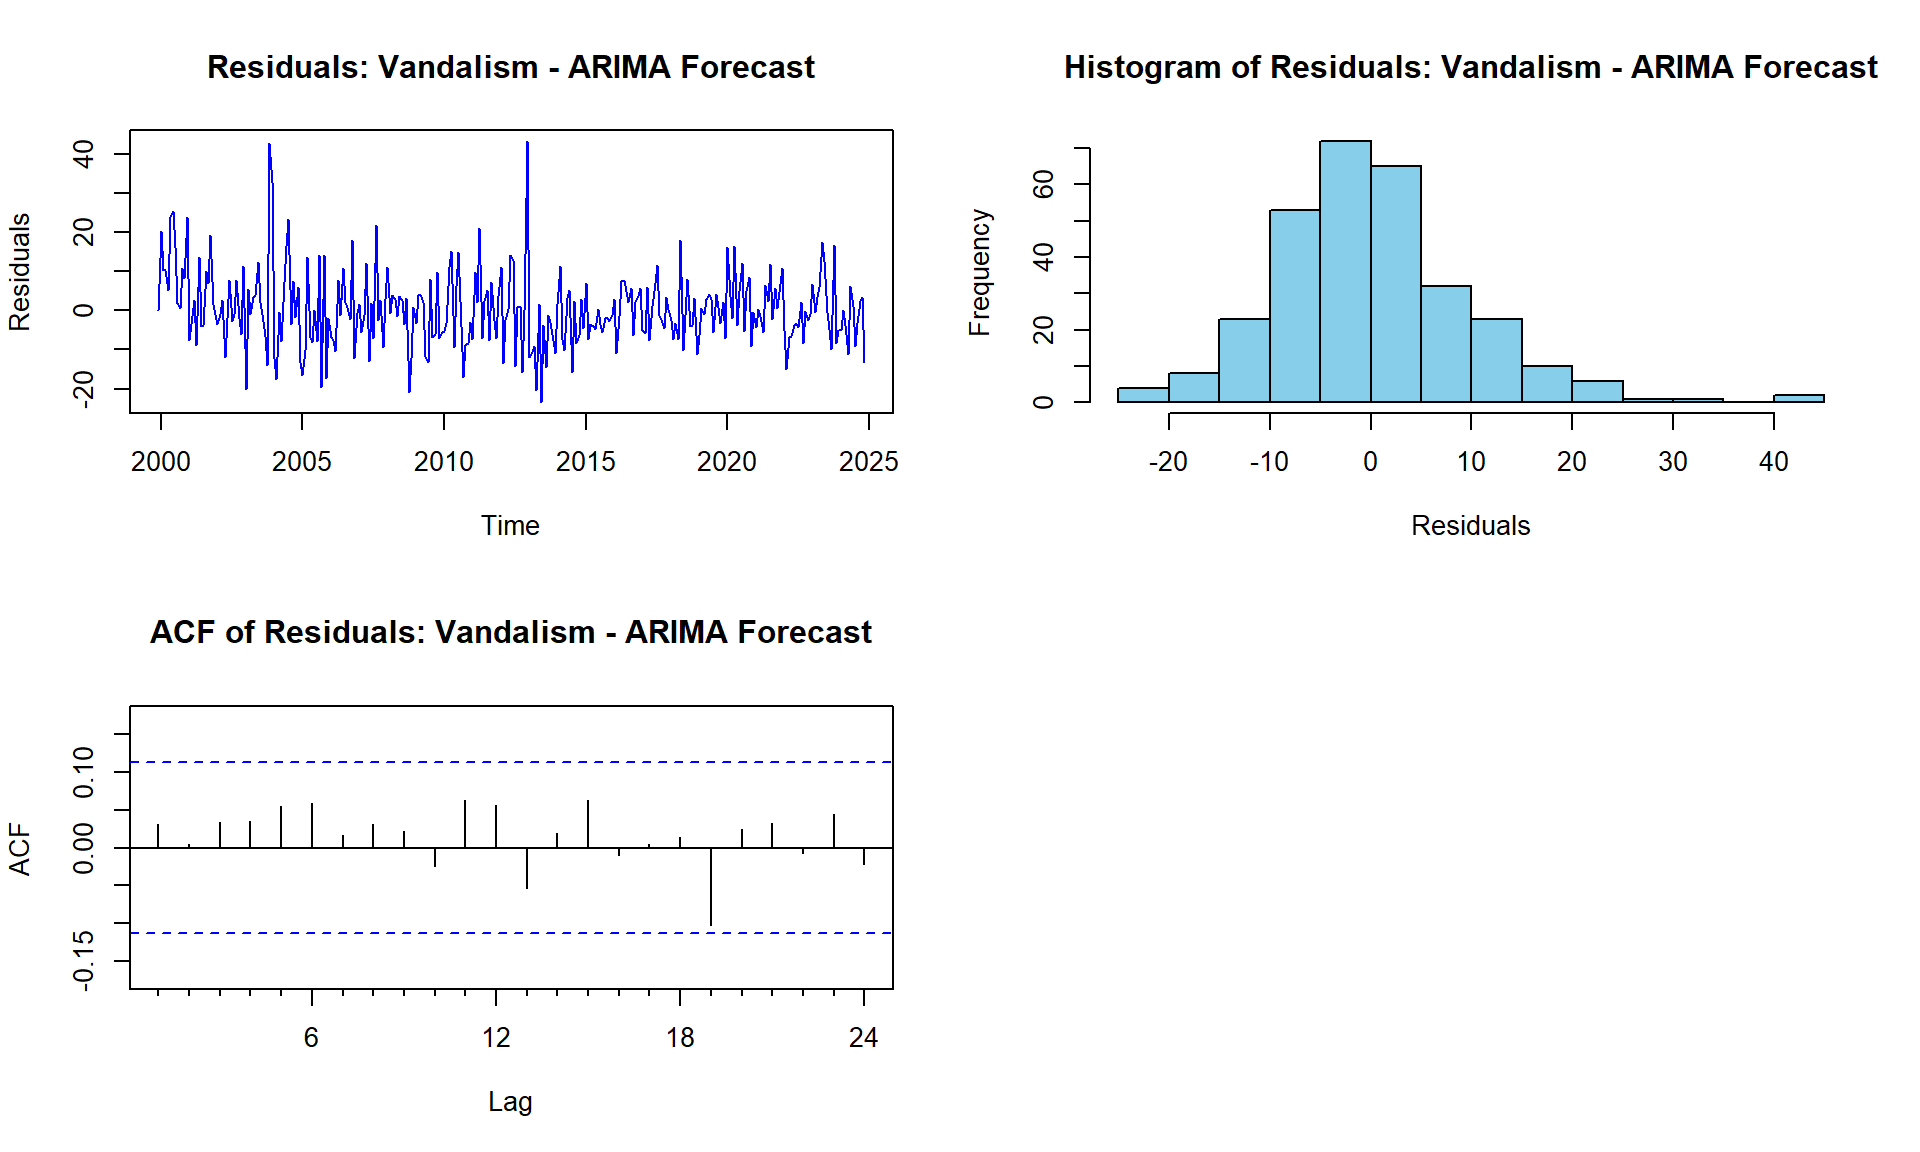 Residuals: Vandalism - ARIMA Forecast
Residuals
40
20
0
-20
2000 2005 2010 2015 2020 2025
Time
Histogram of Residuals: Vandalism - ARIMA Forecast
Frequency
60
40
20
0
-20 -10 0 10 20 30 40
Residuals
ACF of Residuals: Vandalism - ARIMA Forecast
ACF
0.10
0.00
-0.15
6 12 18 24
Lag